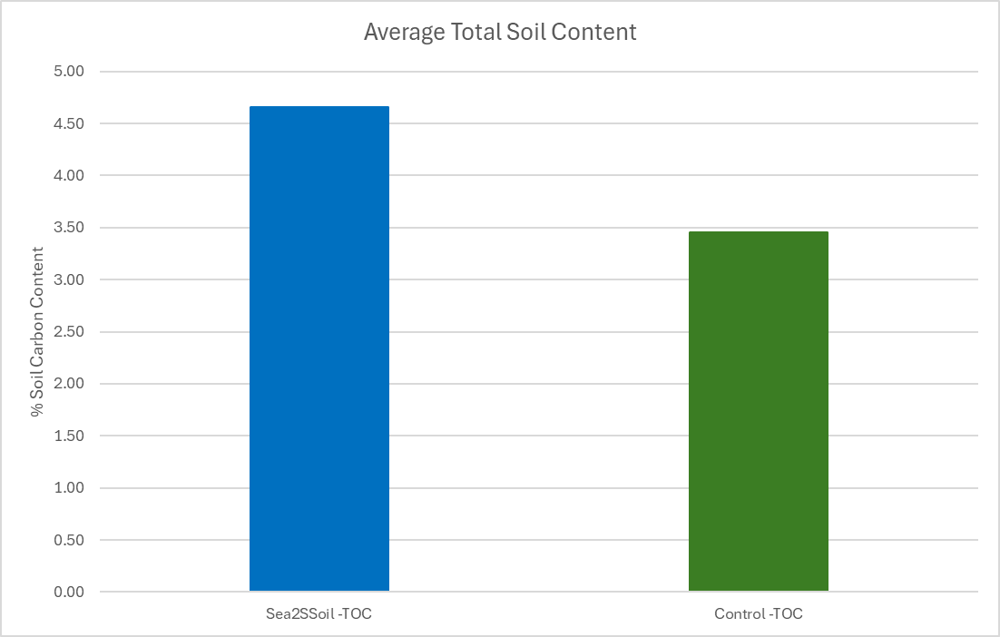 Average Total Soil Content
5.00
4.50
4.00
3.50
3.00
2.50
2.00
1.50
1.00
0.50
0.00
% Soil Carbon Content
Sea2SSoil -TOC
Control -TOC